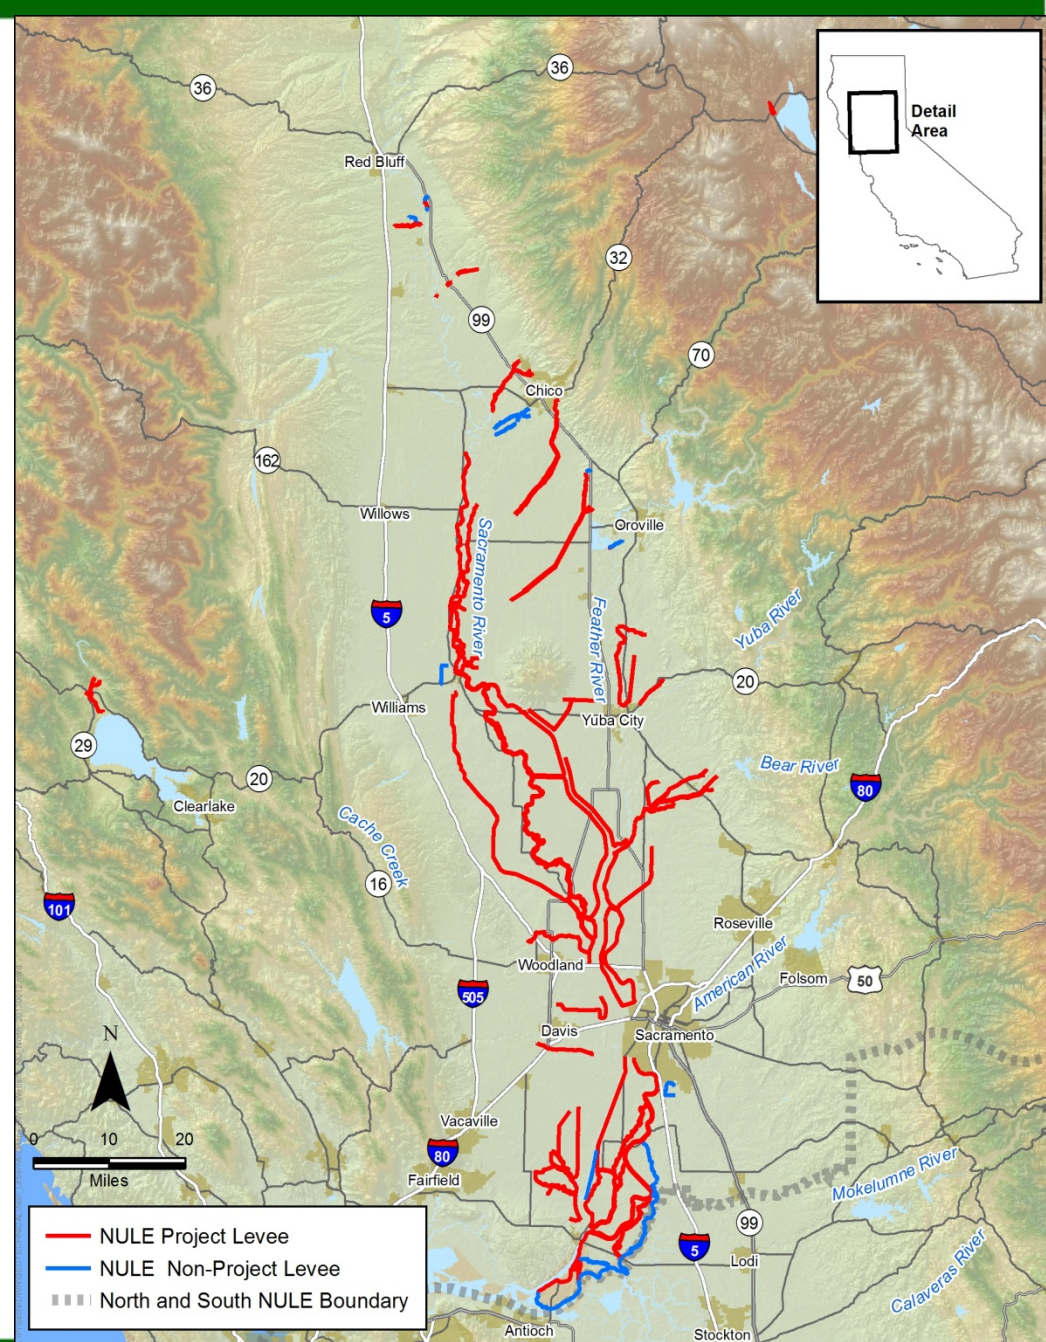 36
36
Detail
Area
Red Bluff
32
99
70
Chico
162
Willows
Oroville
Sacramento River
Feather River
Yuba River
5
20
Williams
Yuba City
29
20
Bear River
80
Clearlake
Cache Creek
16
101
Roseville
American River
Woodland
Folsom
50
505
N
Davis
Sacramento
Vacaville
0 10 20
Miles
80
Fairfield
Mokelumne River
99
5
Lodi
Calaveras River
NULE Project Levee
NULE Non-Project Levee
North and South NULE Boundary
Antioch
Stockton